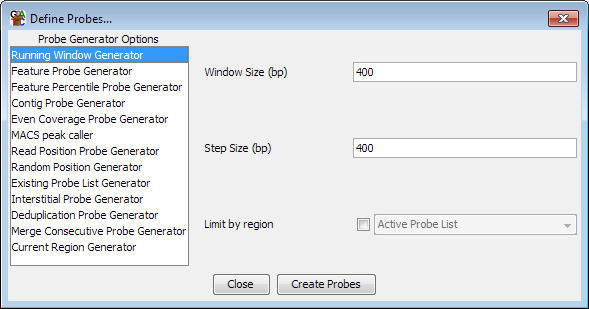 Define Probes...
Probe Generator Options
Running Window Generator
Feature Probe Generator
Feature Percentile Probe Generator
Contig Probe Generator
Even Coverage Probe Generator
MACS peak caller
Read Position Probe Generator
Random Position Generator
Existing Probe List Generator
Interstitial Probe Generator
Deduplication Probe Generator
Merge Consecutive Probe Generator
Current Region Generator
Window Size (bp) 400
Step Size (bp) 400
Limit by region Active Probe List
Close Create Probes